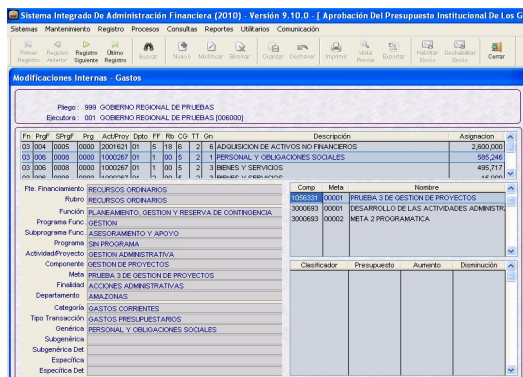 Sistema Integrado De Administración Financiera (2010) - Versión 9.10.0 - [ Aprobación Del Presupuesto Institucional De Los G
Sistemas Mantenimiento Registro Procesos Consultas Reportes Utilitarios Comunicación
Primer Registro Registro Anterior Registro Siguiente Último Registro Buscar Nuevo Modificar Eliminar Guardar Deshacer Imprimir Vista Previa Exportar Habilitar Envío Deshabilitar Envío Cerrar
Modificaciones Internas - Gastos
Pliego : 999 GOBIERNO REGIONAL DE PRUEBAS
Ejecutora : 001 GOBIERNO REGIONAL DE PRUEBAS [006000]
Fn PrgF SPrgF Prg Act/Proy Dpto FF Rb CG TT Gn Descripción Asignacion
03 004 0005 0000 2001621 01 5 18 6 2 6 ADQUISICION DE ACTIVOS NO FINANCIEROS 2,600,000
03 006 0008 0000 1000267 01 1 00 5 2 1 PERSONAL Y OBLIGACIONES SOCIALES 585,246
03 006 0008 0000 1000267 01 1 00 5 2 3 BIENES Y SERVICIOS 495,717
Fte. Financiamiento RECURSOS ORDINARIOS
Rubro RECURSOS ORDINARIOS
Función PLANEAMIENTO, GESTION Y RESERVA DE CONTINGENCIA
Programa Func. GESTION
Subprograma Func. ASESORAMIENTO Y APOYO
Programa SIN PROGRAMA
Actividad/Proyecto GESTION ADMINISTRATIVA
Componente GESTION DE PROYECTOS
Meta PRUEBA 3 DE GESTION DE PROYECTOS
Finalidad ACCIONES ADMINISTRATIVAS
Departamento AMAZONAS
Categoría GASTOS CORRIENTES
Tipo Transacción GASTOS PRESUPUESTARIOS
Genérica PERSONAL Y OBLIGACIONES SOCIALES
Subgenérica
Subgenérica Det
Específica
Específica Det
Comp Meta Nombre
1056331 00001 PRUEBA 3 DE GESTION DE PROYECTOS
3000693 00001 DESARROLLO DE LAS ACTIVIDADES ADMINISTR
3000693 00002 META 2 PROGRAMATICA
Clasificador Presupuesto Aumento Disminución